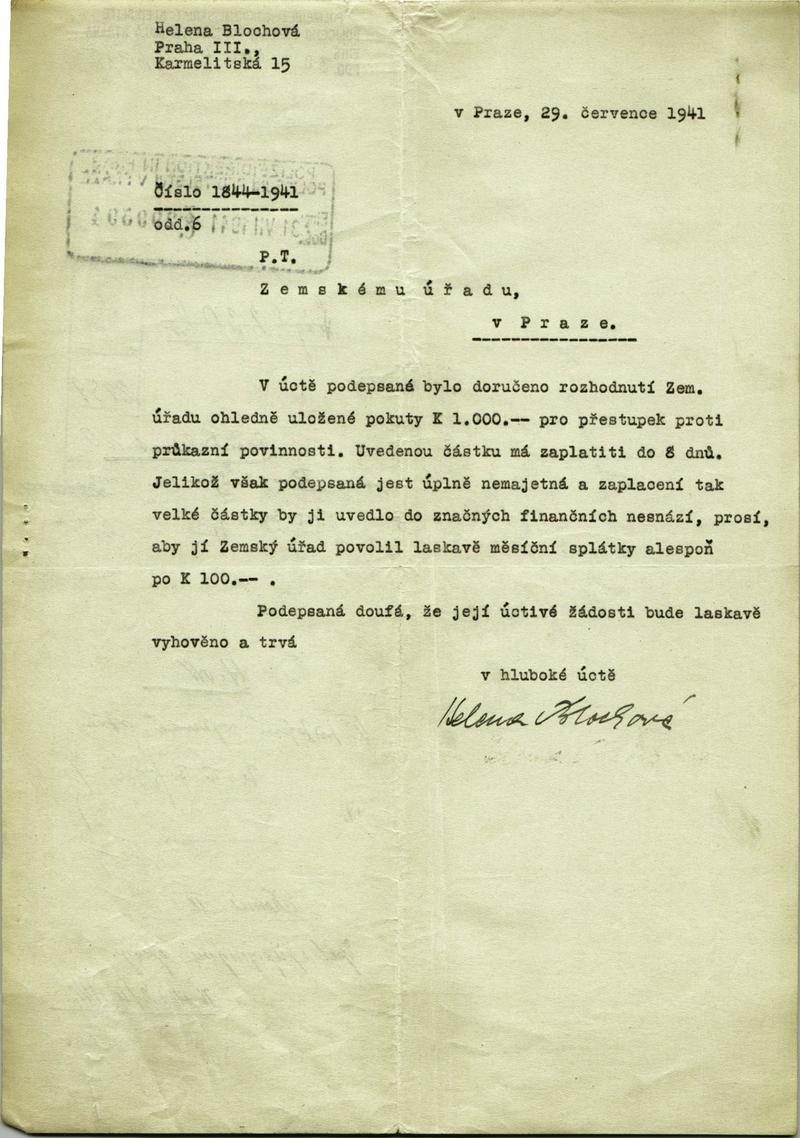 Helena Blochová
Praha III.,
Karmelitská 15
v Praze, 29. července 1941
Číslo 1844-1941
odd.6
P.T.
Zemskému úřadu,
v Praze.
V úctě podepsané bylo doručeno rozhodnutí Zem.
úřadu ohledně uložené pokuty K 1.000.-- pro přestupek proti
průkazní povinnosti. Uvedenou částku má zaplatiti do 8 dnů.
Jelikož však podepsaná jest úplně nemajetná a zaplacení tak
velké částky by ji uvedlo do značných finančních nesnází, prosí,
aby jí Zemský úřad povolil laskavě měsíční splátky alespoň
po K 100.-- .
Podepsaná doufá, že její úctivé žádosti bude laskavě
vyhověno a trvá
v hluboké úctě
Helena Blochová